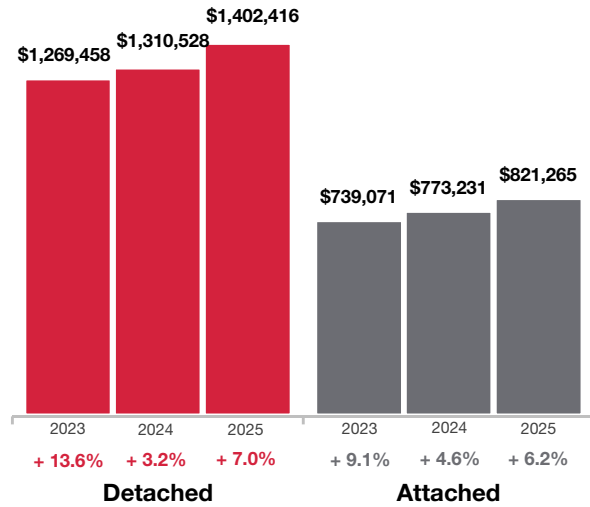 $1,269,458 $1,310,528 $1,402,416 $739,071 $773,231 $821,265
2023 2024 2025 2023 2024 2025
+ 13.6% + 3.2% + 7.0% + 9.1% + 4.6% + 6.2%
Detached Attached